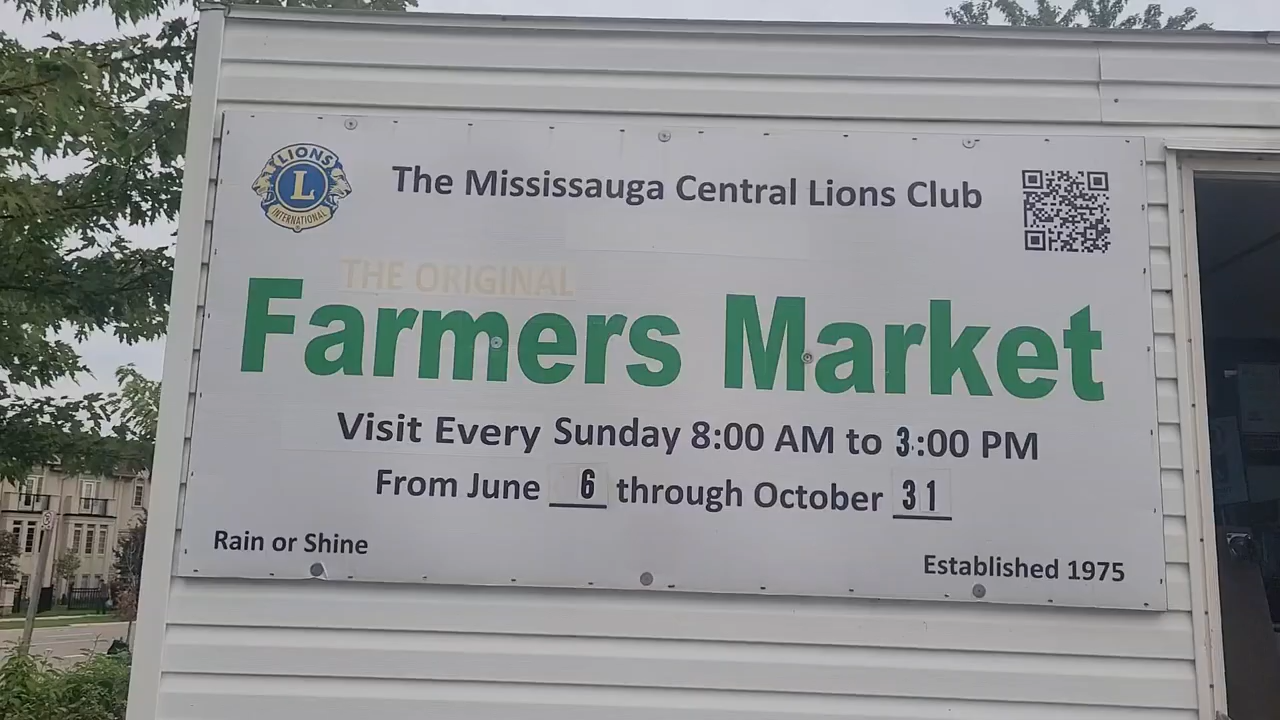 LIONS
L
INTERNATIONAL
The Mississauga Central Lions Club
THE ORIGINAL
Farmers Market
Visit Every Sunday 8:00 AM to 3:00 PM
From June 6 through October 31
Rain or Shine
Established 1975